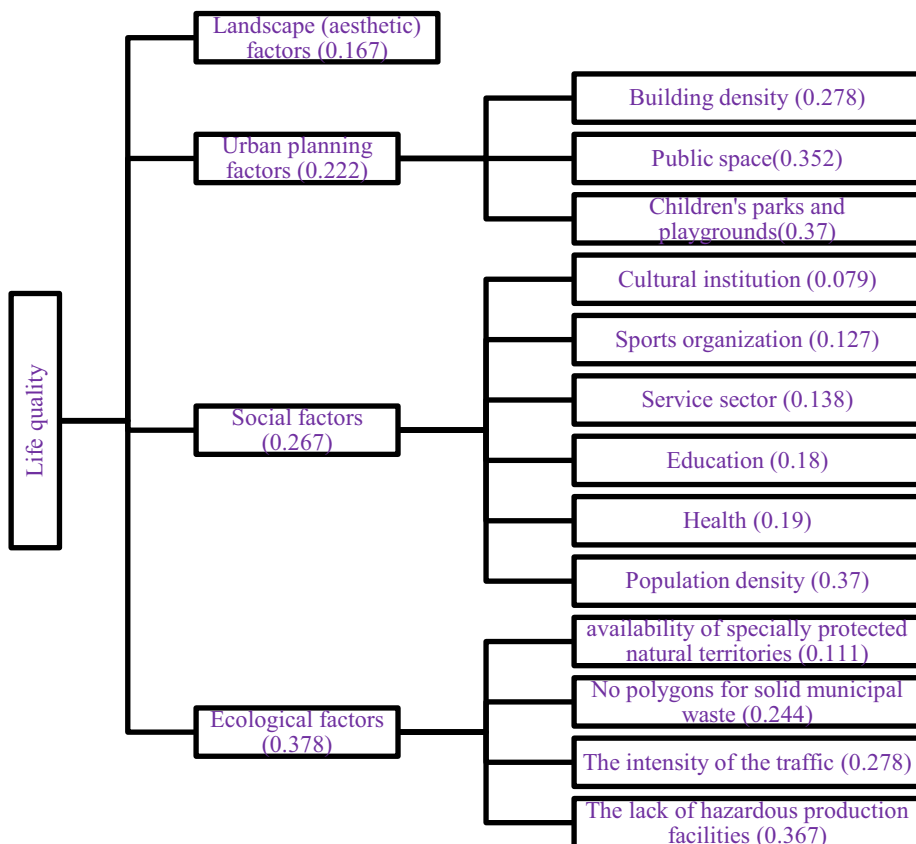 Landscape (aesthetic)
factors (0.167)
Building density (0.278)
Urban planning
factors (0.222)
Public space(0.352)
Children's parks and
playgrounds(0.37)
Cultural institution (0.079)
Sports organization (0.127)
Life quality
Service sector (0.138)
Social factors
(0.267)
Education (0.18)
Health (0.19)
Population density (0.37)
availability of specially protected
natural territories (0.111)
No polygons for solid municipal
waste (0.244)
Ecological factors
(0.378)
The intensity of the traffic (0.278)
The lack of hazardous production
facilities (0.367)